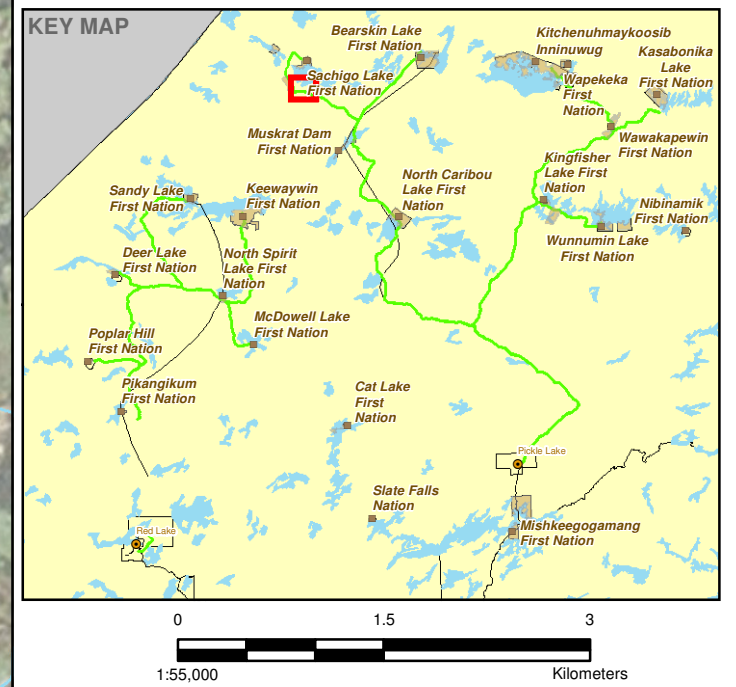 KEY MAP
Bearskin Lake
First Nation
Kitchenuhmaykoosib
Inninuwug
Kasabonika
Lake
First Nation
Sachigo Lake
First Nation
Wapekeka
First
Nation
Muskrat Dam
First Nation
Wawakapewin
First Nation
Kingfisher
Lake First
Nation
North Caribou
Lake First
Nation
Sandy Lake
First Nation
Keewaywin
First Nation
Nibinamik
First Nation
Wunnumin Lake
First Nation
Deer Lake
First Nation
North Spirit
Lake First
Nation
McDowell Lake
First Nation
Poplar Hill
First Nation
Pikangikum
First Nation
Cat Lake
First
Nation
Pickle Lake
Slate Falls
Nation
Mishkeegogamang
First Nation
Red Lake
0 1.5 3
1:55,000 Kilometers